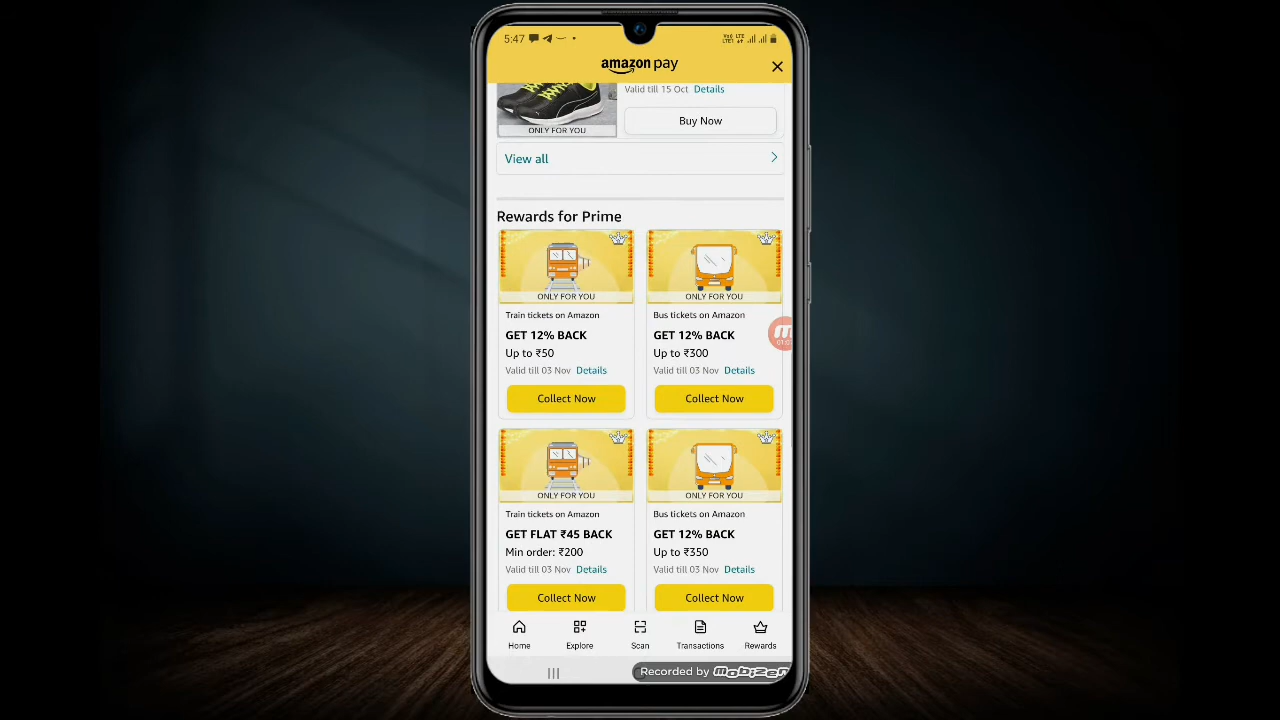 5:47
amazon pay
Valid till 15 Oct Details
ONLY FOR YOU
Buy Now
View all
Rewards for Prime
ONLY FOR YOU
Train tickets on Amazon
GET 12% BACK
Up to ₹50
Valid till 03 Nov Details
Collect Now
ONLY FOR YOU
Bus tickets on Amazon
GET 12% BACK
Up to ₹300
Valid till 03 Nov Details
Collect Now
ONLY FOR YOU
Train tickets on Amazon
GET FLAT ₹45 BACK
Min order: ₹200
Valid till 03 Nov Details
Collect Now
ONLY FOR YOU
Bus tickets on Amazon
GET 12% BACK
Up to ₹350
Valid till 03 Nov Details
Collect Now
Home Explore Scan Transactions Rewards
Recorded by MOBIZEN